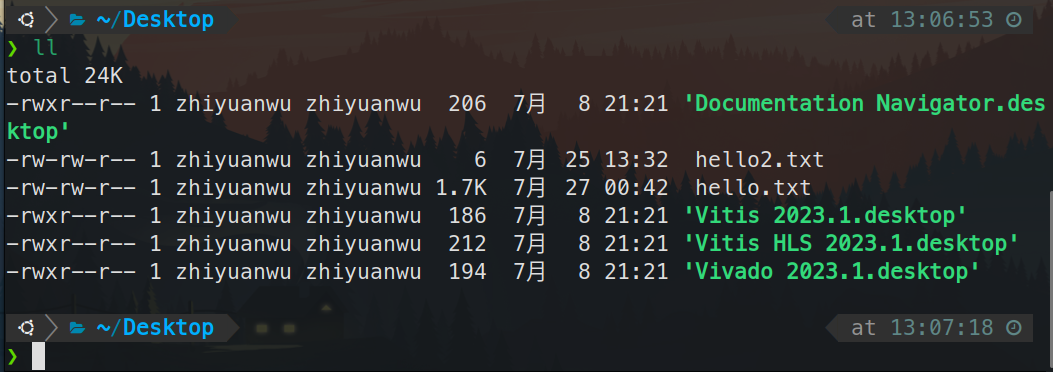 ~/Desktop at 13:06:53
❯ ll
total 24K
-rwxr--r-- 1 zhiyuanwu zhiyuanwu  206  7月   8 21:21 'Documentation Navigator.des
ktop'
-rw-rw-r-- 1 zhiyuanwu zhiyuanwu    6  7月  25 13:32  hello2.txt
-rw-rw-r-- 1 zhiyuanwu zhiyuanwu 1.7K  7月  27 00:42  hello.txt
-rwxr--r-- 1 zhiyuanwu zhiyuanwu  186  7月   8 21:21 'Vitis 2023.1.desktop'
-rwxr--r-- 1 zhiyuanwu zhiyuanwu  212  7月   8 21:21 'Vitis HLS 2023.1.desktop'
-rwxr--r-- 1 zhiyuanwu zhiyuanwu  194  7月   8 21:21 'Vivado 2023.1.desktop'
~/Desktop at 13:07:18
❯